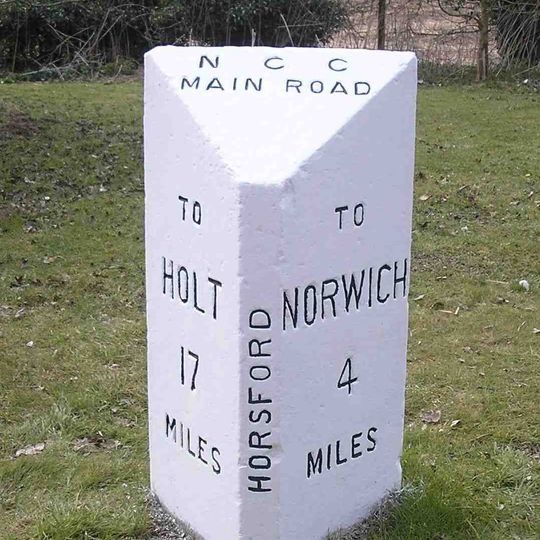 N C C
MAIN ROAD
TO
HOLT
17
MILES
HORSFORD
TO
NORWICH
4
MILES